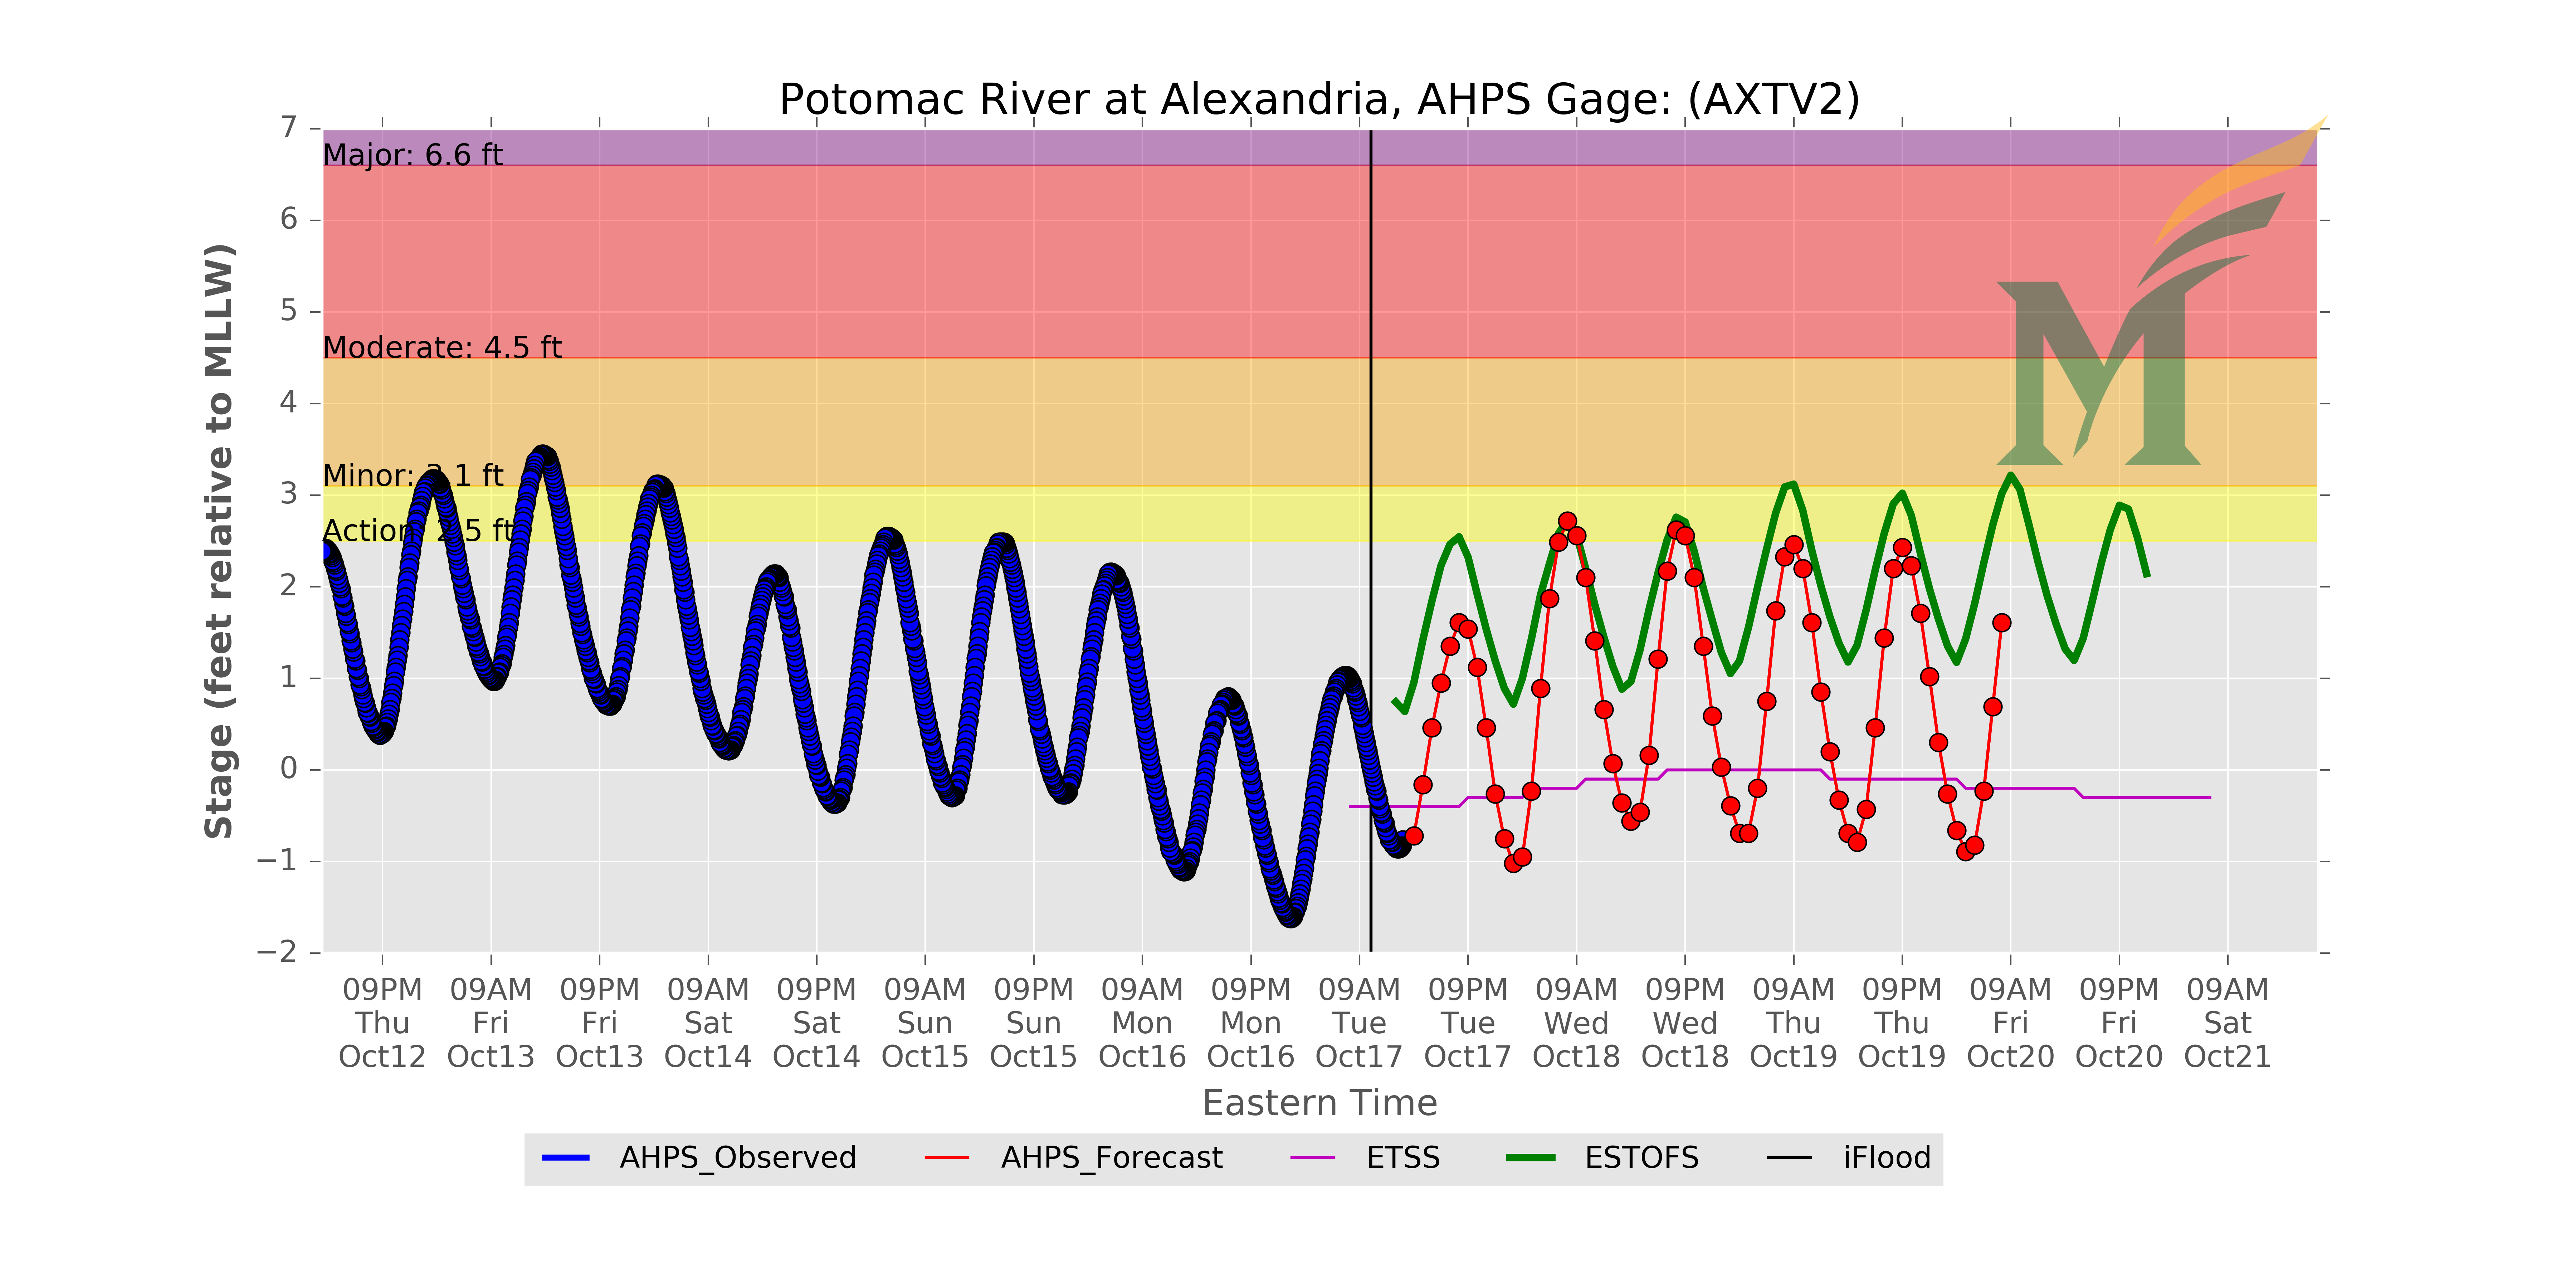 Potomac River at Alexandria, AHPS Gage: (AXTV2)
Stage (feet relative to MLLW)
7
6
5
4
3
2
1
0
−1
−2
Major: 6.6 ft
Moderate: 4.5 ft
Minor: 3.1 ft
Action: 2.5 ft
09PM 09AM 09PM 09AM 09PM 09AM 09PM 09AM 09PM 09AM 09PM 09AM 09PM 09AM 09PM 09AM 09PM 09AM
Thu Fri Fri Sat Sat Sun Sun Mon Mon Tue Tue Wed Wed Thu Thu Fri Fri Sat
Oct12 Oct13 Oct13 Oct14 Oct14 Oct15 Oct15 Oct16 Oct16 Oct17 Oct17 Oct18 Oct18 Oct19 Oct19 Oct20 Oct20 Oct21
Eastern Time
AHPS_Observed AHPS_Forecast ETSS ESTOFS iFlood
M